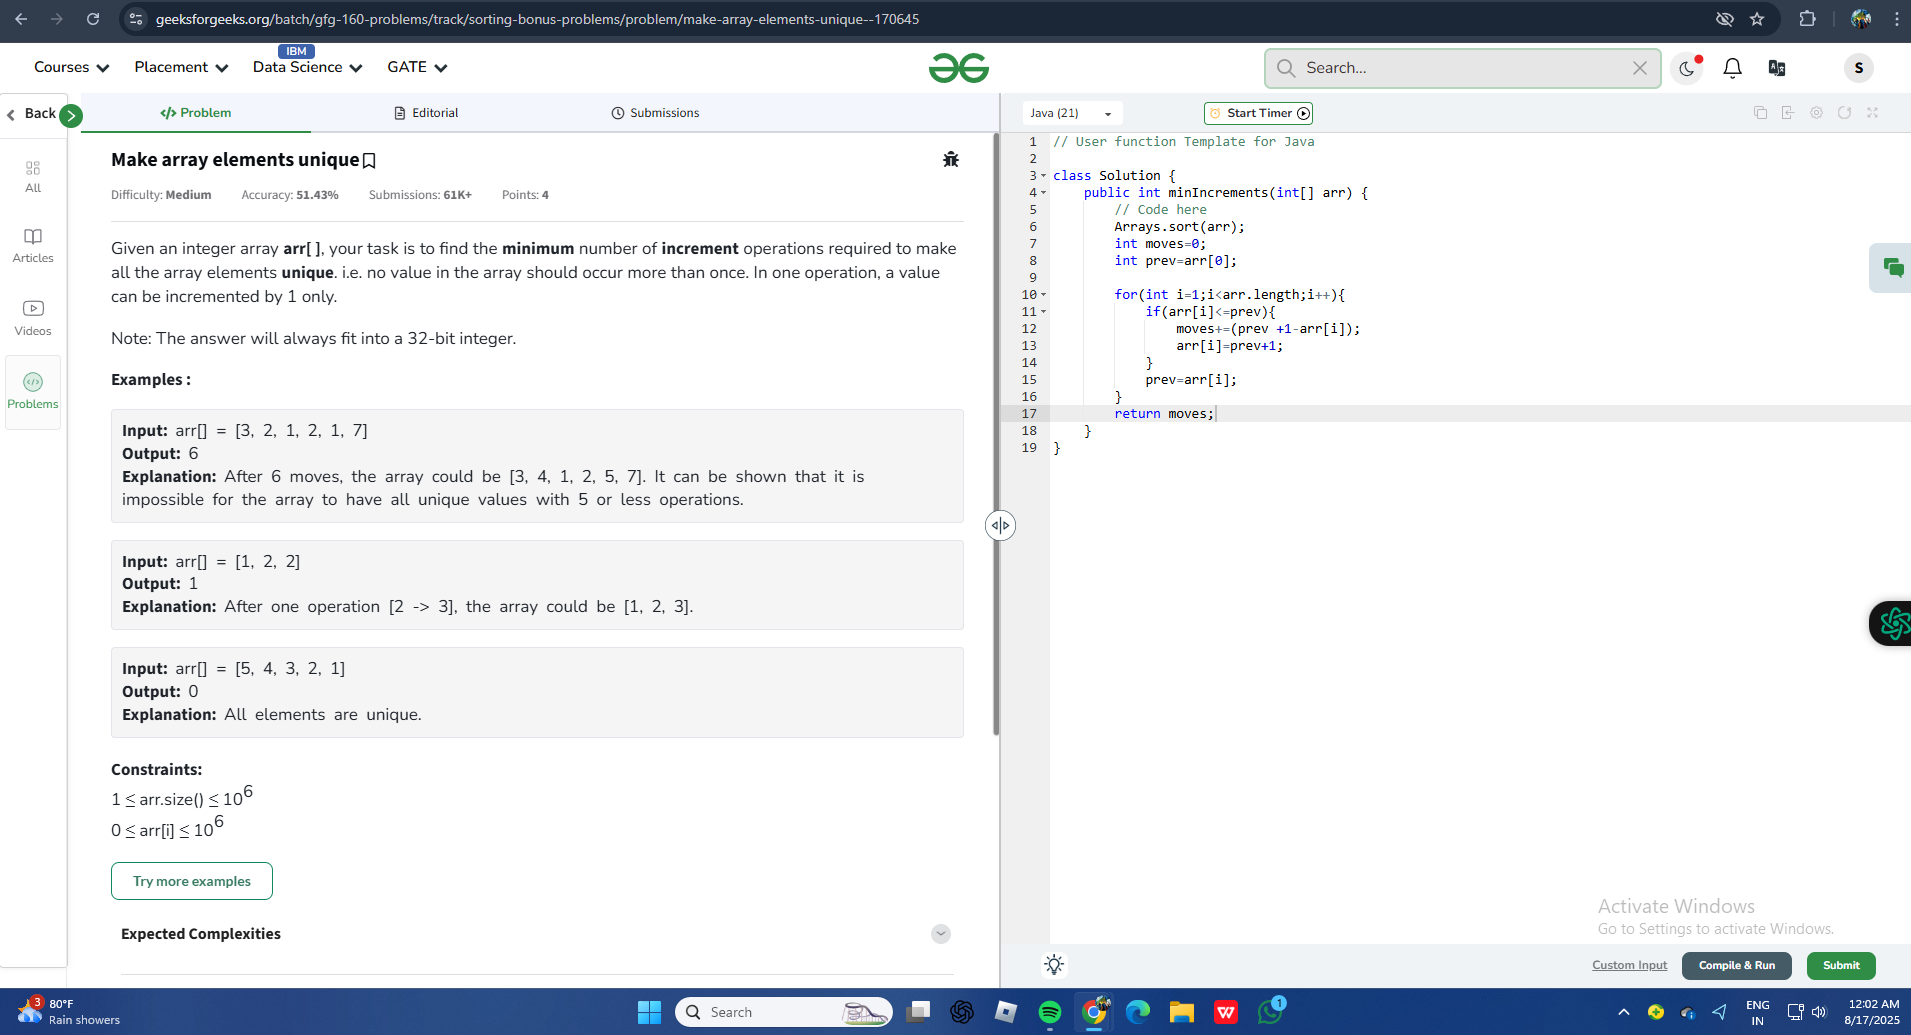 geeksforgeeks.org/batch/gfg-160-problems/track/sorting-bonus-problems/problem/make-array-elements-unique--170645
IBM
Courses Placement Data Science GATE
Search...
S
Back
Problem Editorial Submissions
Java (21) Start Timer
All
Articles
Videos
Problems
Make array elements unique
Difficulty: Medium Accuracy: 51.43% Submissions: 61K+ Points: 4
Given an integer array arr[ ], your task is to find the minimum number of increment operations required to make
all the array elements unique. i.e. no value in the array should occur more than once. In one operation, a value
can be incremented by 1 only.
Note: The answer will always fit into a 32-bit integer.
Examples :
Input: arr[] = [3, 2, 1, 2, 1, 7]
Output: 6
Explanation: After 6 moves, the array could be [3, 4, 1, 2, 5, 7]. It can be shown that it is
impossible for the array to have all unique values with 5 or less operations.
Input: arr[] = [1, 2, 2]
Output: 1
Explanation: After one operation [2 -> 3], the array could be [1, 2, 3].
Input: arr[] = [5, 4, 3, 2, 1]
Output: 0
Explanation: All elements are unique.
Constraints:
1 ≤ arr.size() ≤ 10^6
0 ≤ arr[i] ≤ 10^6
Try more examples
Expected Complexities
1 // User function Template for Java
2
3 class Solution {
4 public int minIncrements(int[] arr) {
5 // Code here
6 Arrays.sort(arr);
7 int moves=0;
8 int prev=arr[0];
9
10 for(int i=1;i<arr.length;i++){
11 if(arr[i]<=prev){
12 moves+=(prev +1-arr[i]);
13 arr[i]=prev+1;
14 }
15 prev=arr[i];
16 }
17 return moves;
18 }
19 }
Activate Windows
Go to Settings to activate Windows.
Custom Input Compile & Run Submit
3
80°F
Rain showers
Search
W
1
ENG
IN
12:02 AM
8/17/2025